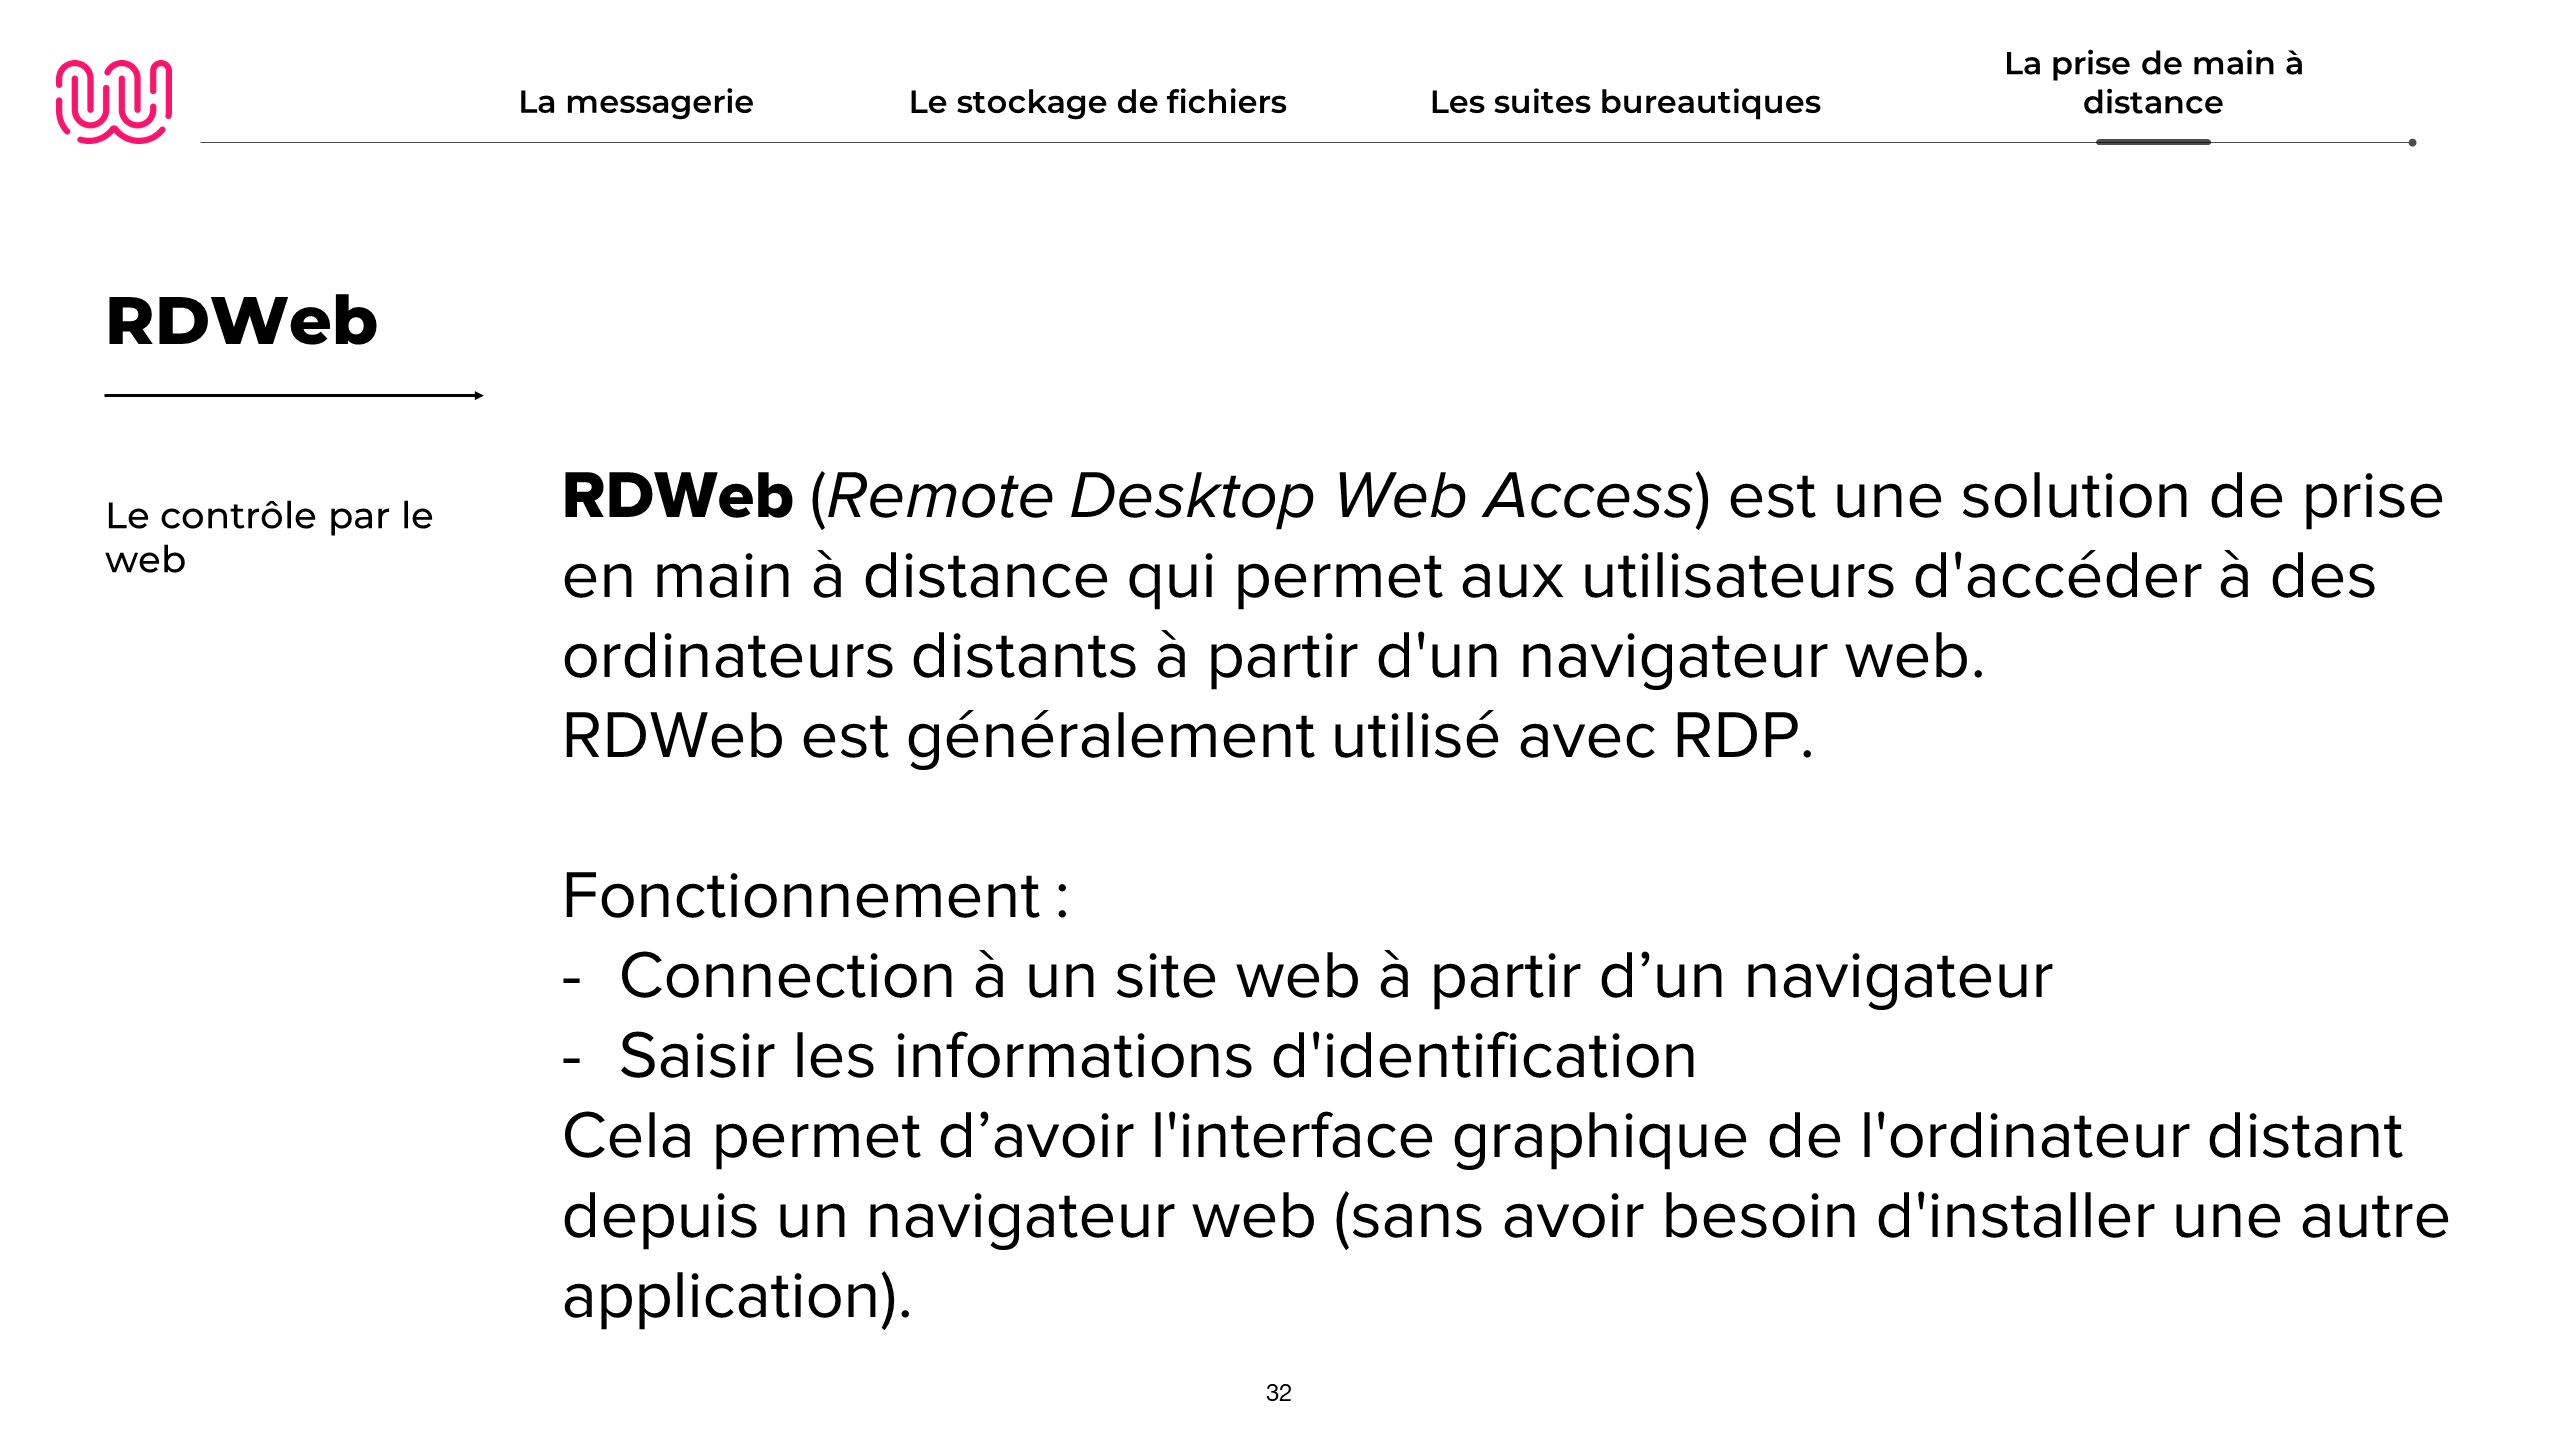 La messagerie
Le stockage de fichiers
Les suites bureautiques
La prise de main à
distance
RDWeb
Le contrôle par le
web
RDWeb (Remote Desktop Web Access) est une solution de prise
en main à distance qui permet aux utilisateurs d'accéder à des
ordinateurs distants à partir d'un navigateur web.
RDWeb est généralement utilisé avec RDP.
Fonctionnement :
- Connection à un site web à partir d’un navigateur
- Saisir les informations d'identification
Cela permet d’avoir l'interface graphique de l'ordinateur distant
depuis un navigateur web (sans avoir besoin d'installer une autre
application).
32